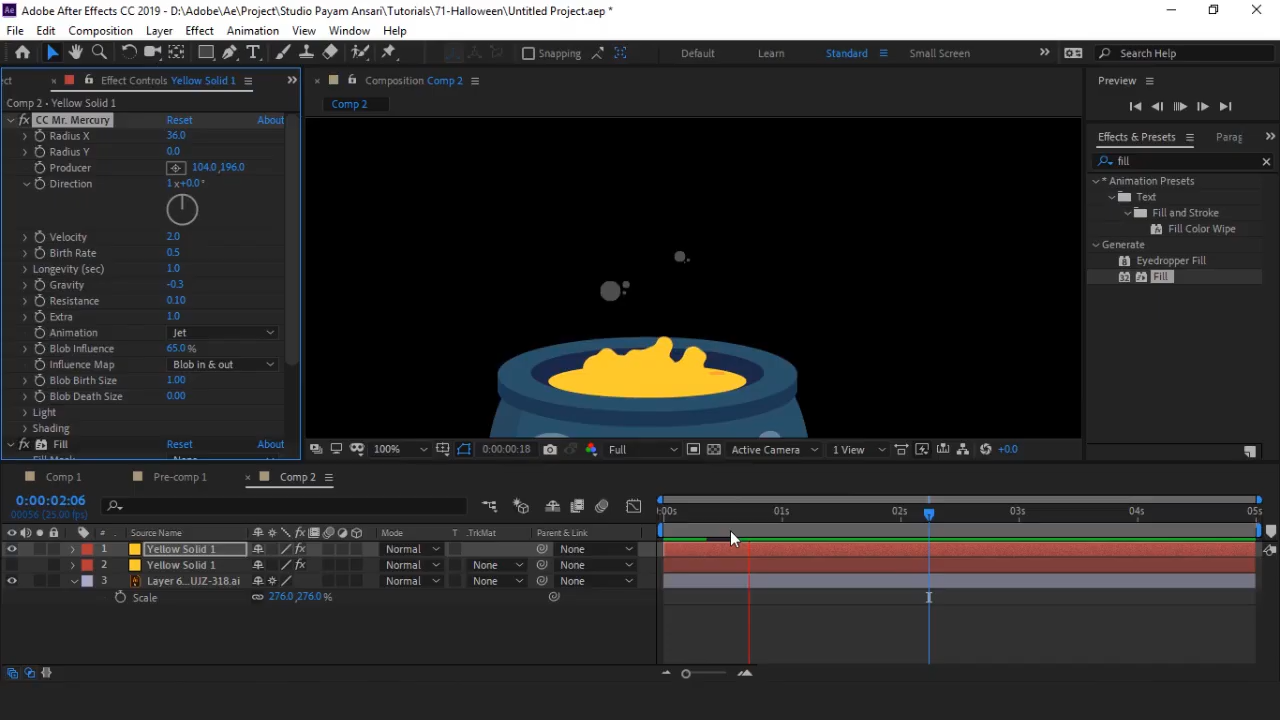 Adobe After Effects CC 2019 - D:\Adobe\Ae\Project\Studio Payam Ansari\Tutorials\71-Halloween\Untitled Project.aep *
File Edit Composition Layer Effect Animation View Window Help
Snapping Default Learn Standard Small Screen Search Help
ect Effect Controls Yellow Solid 1
Composition Comp 2
Preview
Comp 2 • Yellow Solid 1
Comp 2
fx CC Mr. Mercury Reset About
Radius X 36.0
Radius Y 0.0
Producer 104.0,196.0
Direction 1x+0.0°
Velocity 2.0
Birth Rate 0.5
Longevity (sec) 1.0
Gravity -0.3
Resistance 0.10
Extra 1.0
Animation Jet
Blob Influence 65.0 %
Influence Map Blob in & out
Blob Birth Size 1.00
Blob Death Size 0.00
Light
Shading
fx Fill Reset About
Effects & Presets Parag
fill
* Animation Presets
Text
Fill and Stroke
Fill Color Wipe
Generate
Eyedropper Fill
Fill
100% 0:00:00:18 Full Active Camera 1 View +0.0
Comp 1 Pre-comp 1 Comp 2
0:00:02:06
00056 (25.00 fps)
:00s 01s 02s 03s 04s 05s
# Source Name Mode T .TrkMat Parent & Link
1 Yellow Solid 1 Normal None
2 Yellow Solid 1 Normal None None
3 Layer 6...UJZ-318.ai Normal None None
Scale 276.0,276.0 %